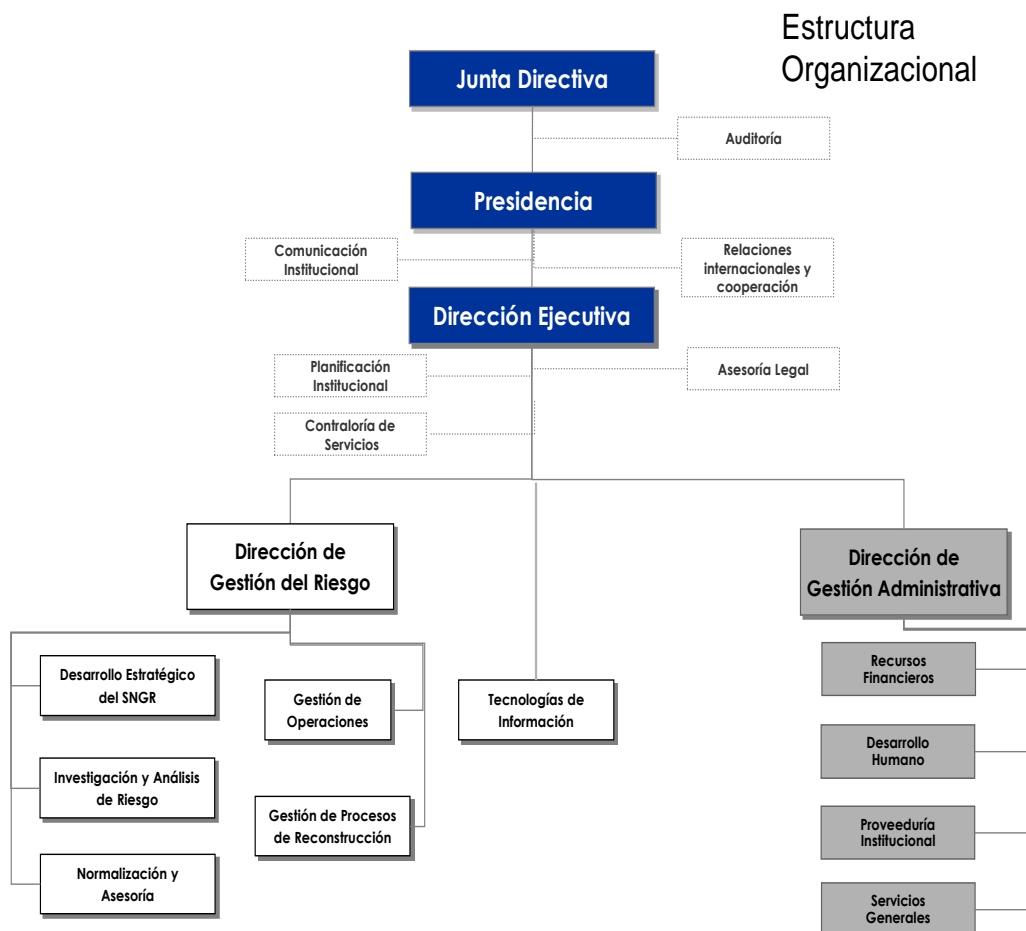 Estructura
Organizacional
Junta Directiva
Auditoría
Presidencia
Comunicación
Institucional
Relaciones
internacionales y
cooperación
Dirección Ejecutiva
Planificación
Institucional
Asesoría Legal
Contraloría de
Servicios
Dirección de
Gestión del Riesgo
Dirección de
Gestión Administrativa
Desarrollo Estratégico
del SNGR
Gestión de
Operaciones
Tecnologías de
Información
Recursos
Financieros
Investigación y Análisis
de Riesgo
Desarrollo
Humano
Gestión de Procesos
de Reconstrucción
Proveeduría
Institucional
Normalización y
Asesoría
Servicios
Generales